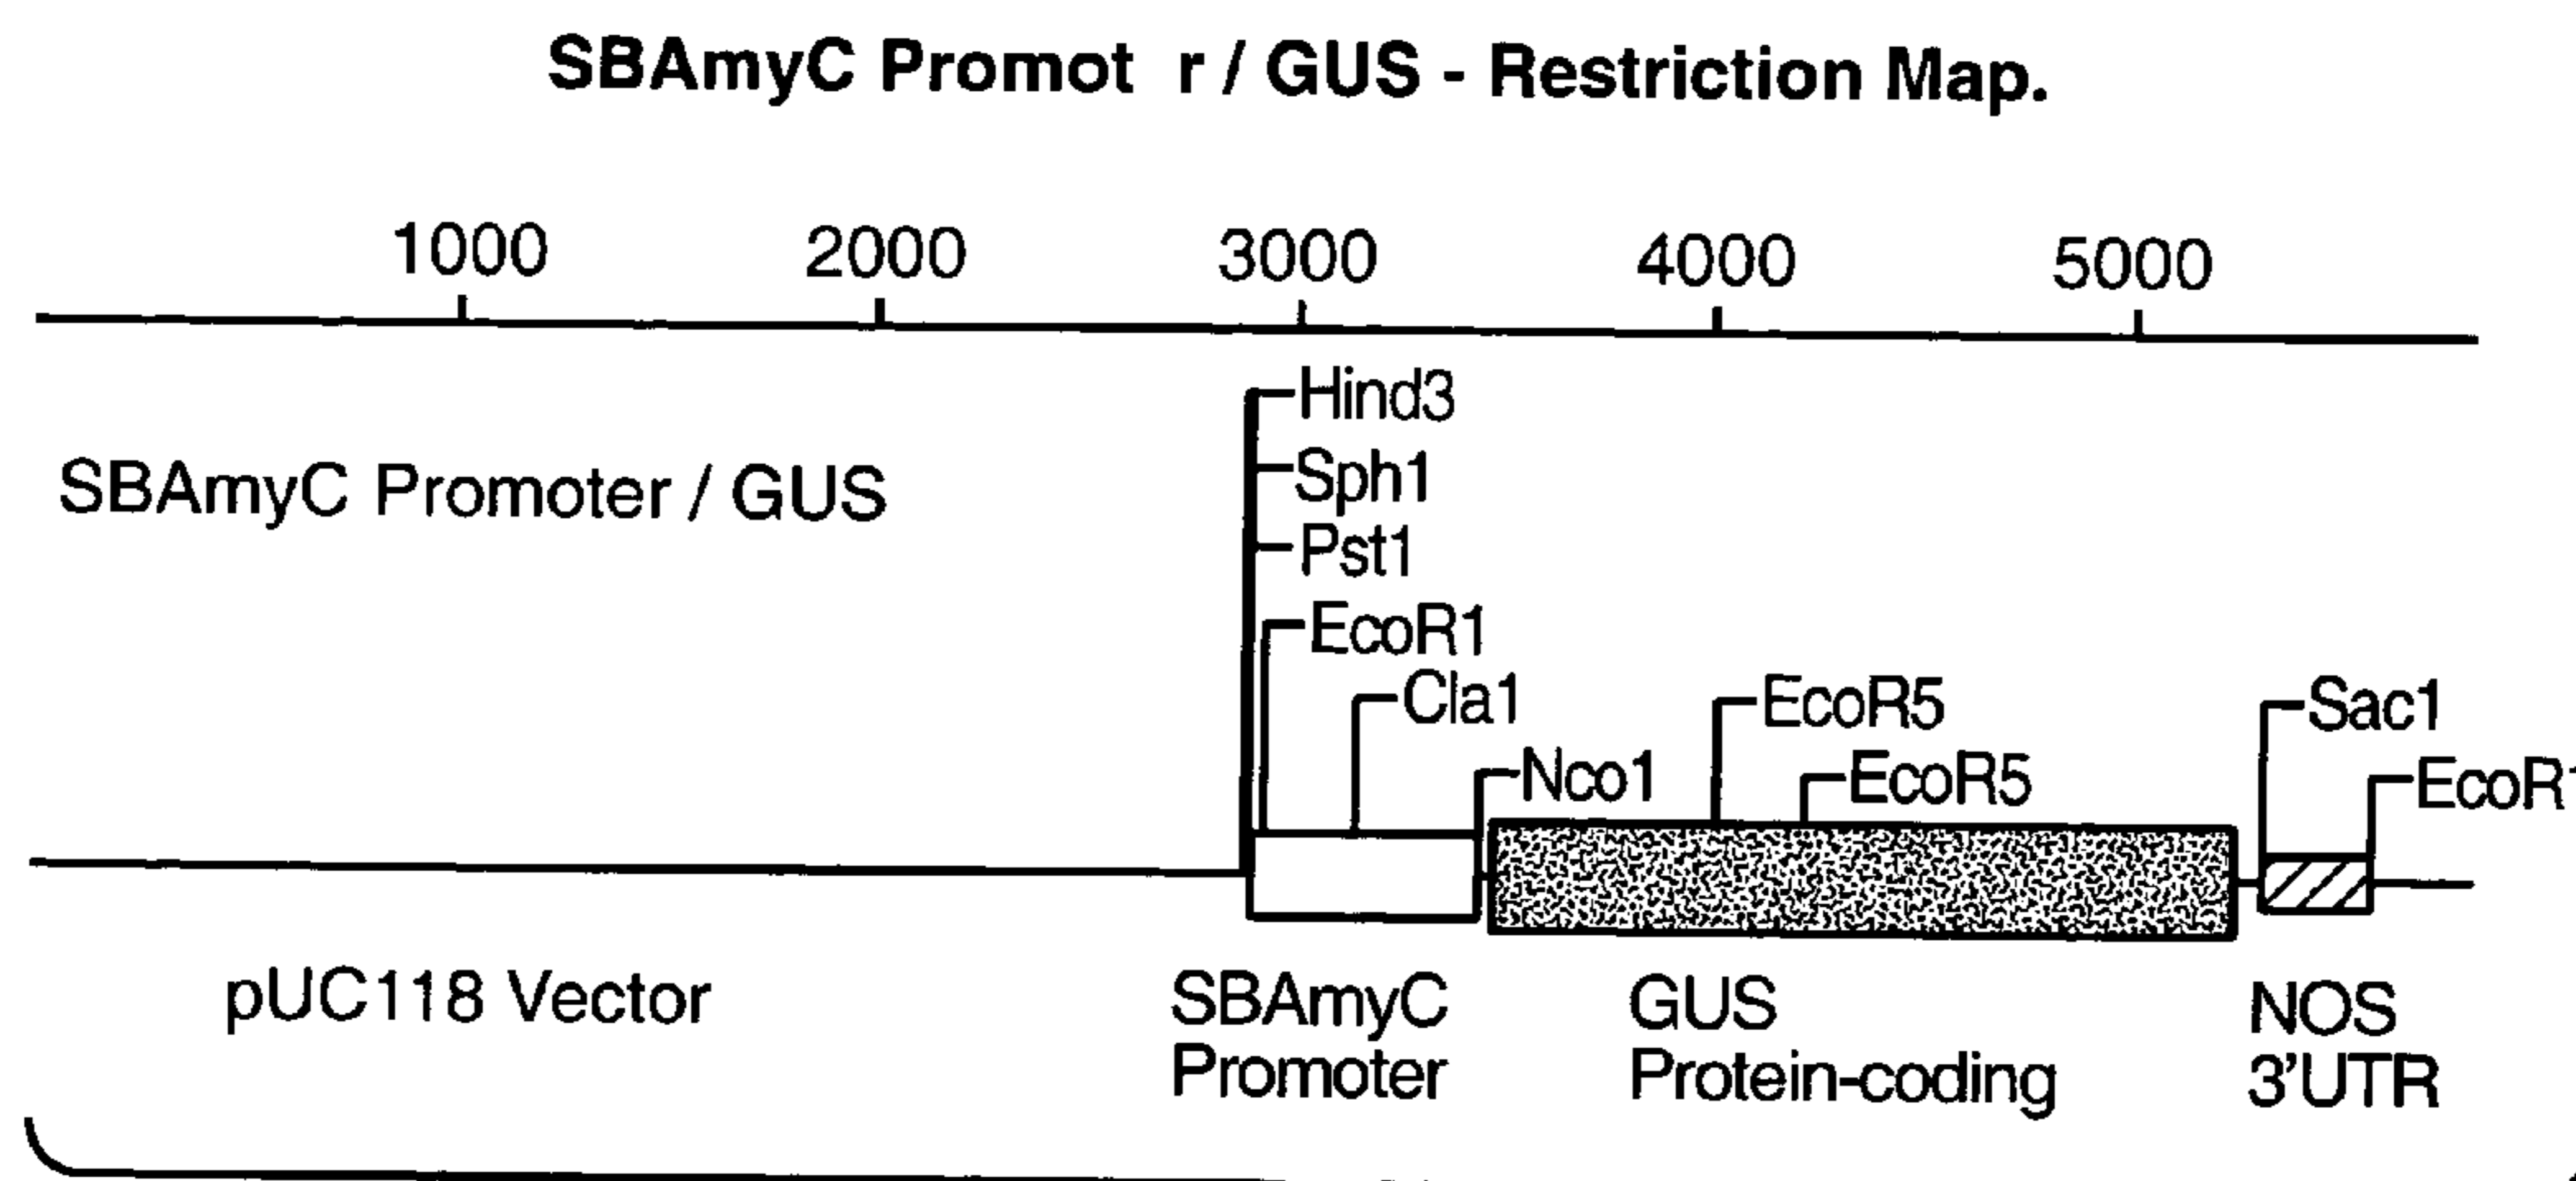 SBAmyC Promot r / GUS - Restriction Map.
1000 2000 3000 4000 5000
Hind3
SBAmyC Promoter / GUS
Sph1
Pst1
EcoR1
Cla1
EcoR5
Sac1
Nco1
EcoR5
EcoR1
pUC118 Vector
SBAmyC Promoter
GUS Protein-coding
NOS 3'UTR